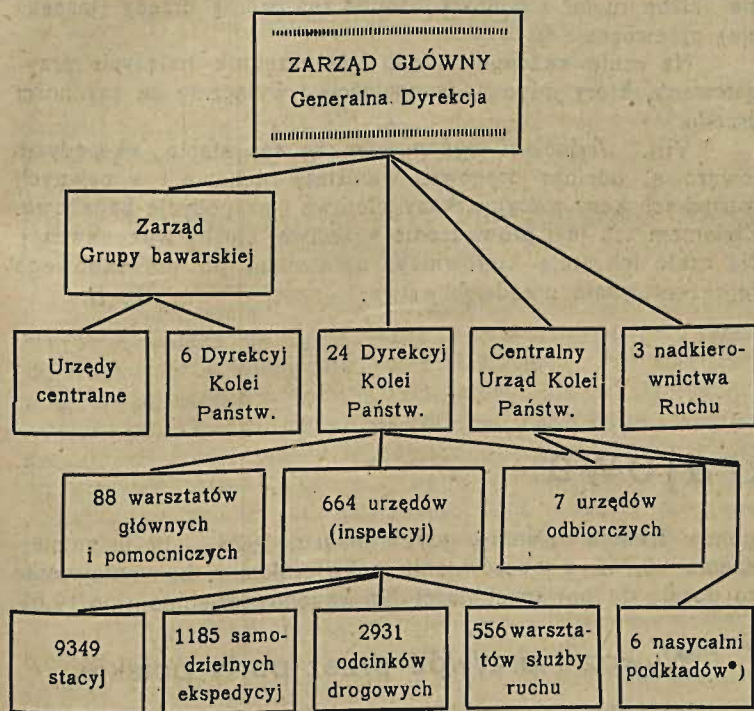 ZARZĄD GŁÓWNY
Generalna Dyrekcja
Zarząd
Grupy bawarskiej
Urzędy
centralne
6 Dyrekcyj
Kolei
Państw.
24 Dyrekcyj
Kolei
Państw.
Centralny
Urząd Kolei
Państw.
3 nadkiero-
wnictwa
Ruchu
88 warsztatów
głównych
i pomocniczych
664 urzędów
(inspekcyj)
7 urzędów
odbiorczych
9349
stacyj
1185 samo-
dzielnych
ekspedycyj
2931
odcinków
drogowych
556 warszta-
tów służby
ruchu
6 nasycalni
podkładów*)